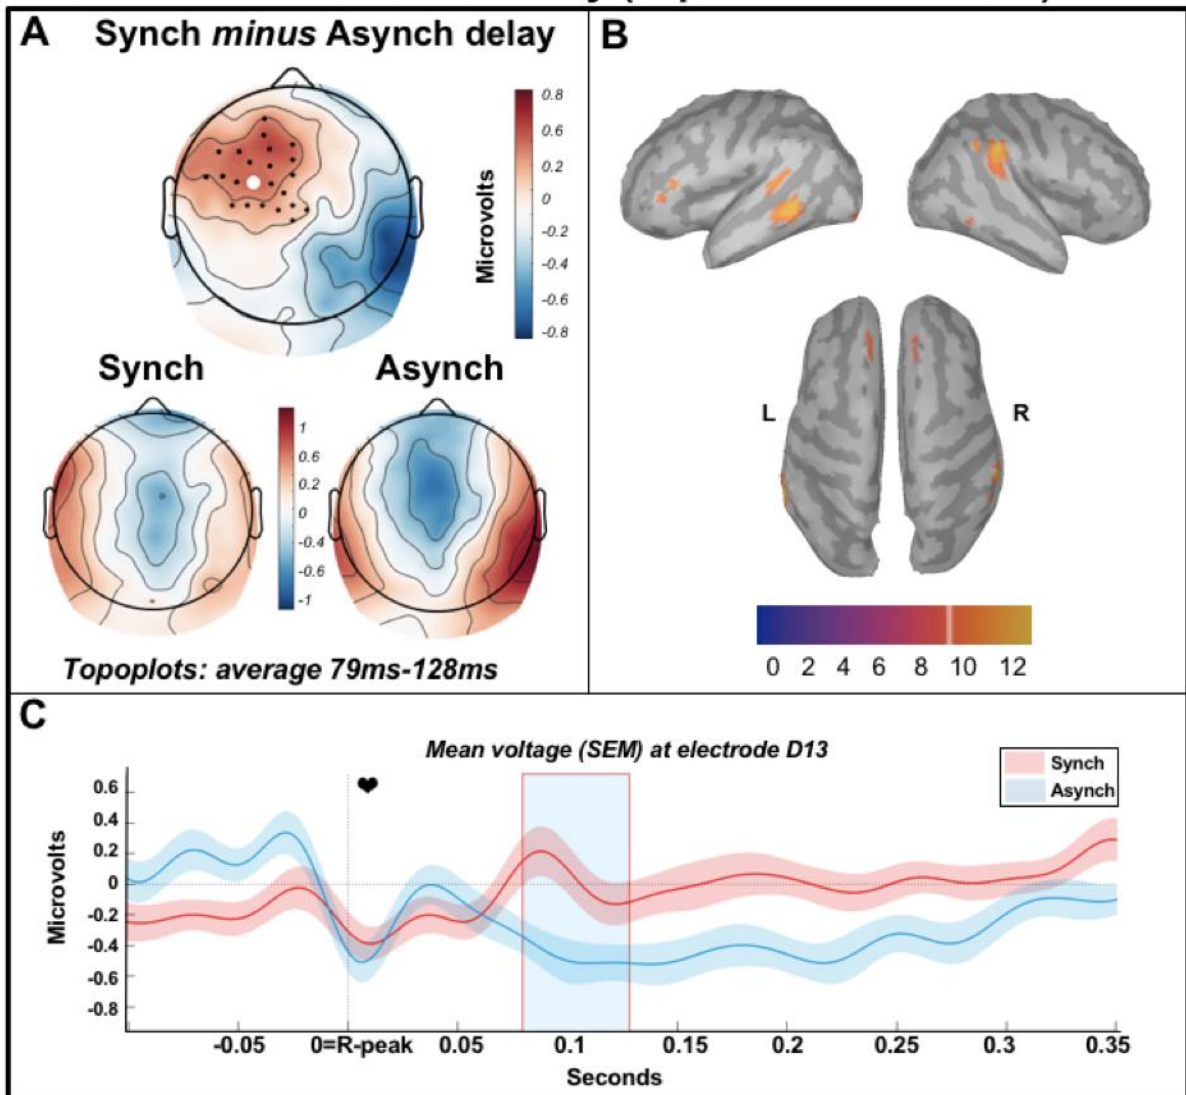 A
Synch minus Asynch delay
Microvolts
0.8
0.6
0.2
0
-0.2
-0.4
-0.6
-0.8
Synch
Asynch
1
0.6
0.2
0
-0.4
-0.6
-1
Topoplots: average 79ms-128ms
B
L
R
0 2 4 6 8 10 12
C
Mean voltage (SEM) at electrode D13
Synch
Asynch
Microvolts
0.6
0.4
0.2
0
-0.2
-0.4
-0.6
-0.8
-0.05 0=R-peak 0.05 0.1 0.15 0.2 0.25 0.3 0.35
Seconds